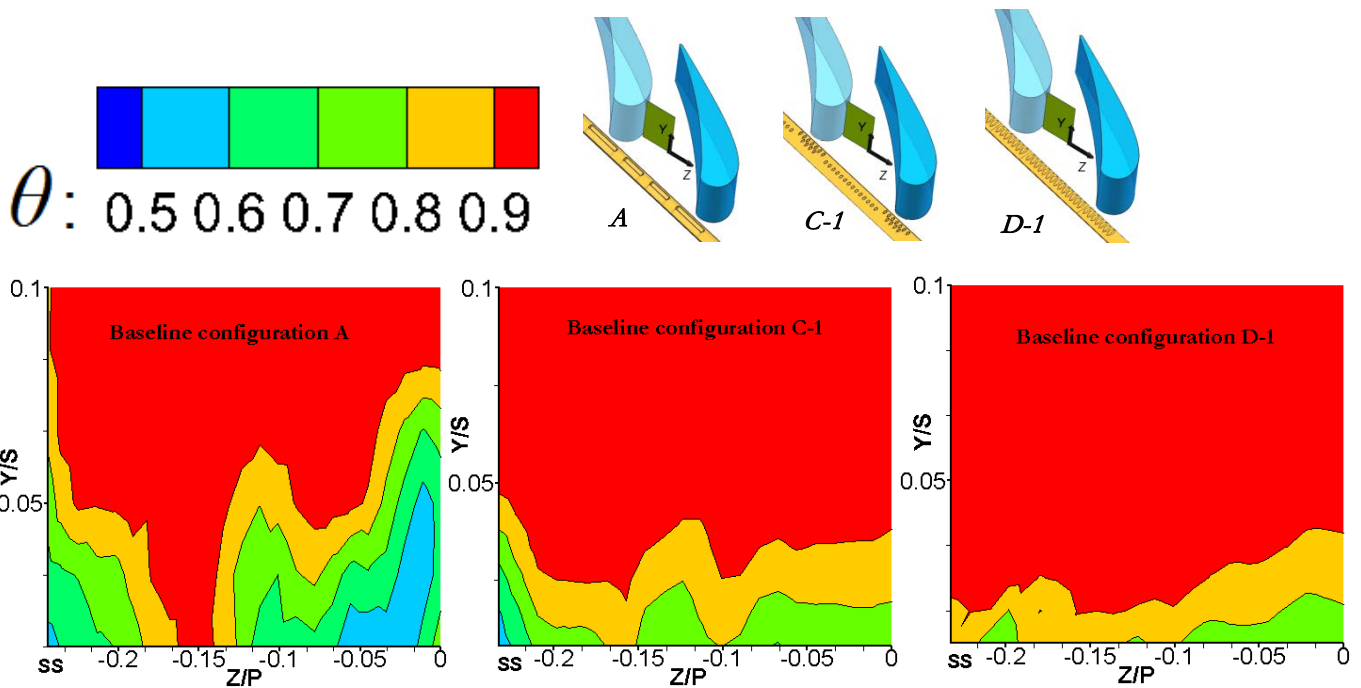 θ: 0.5 0.6 0.7 0.8 0.9
Y
Z
A
Y
Z
C-1
Y
Z
D-1
0.1
Baseline configuration A
Y/S
0.05
SS -0.2 -0.15 -0.1 -0.05 0
Z/P
0.1
Baseline configuration C-1
Y/S
0.05
SS -0.2 -0.15 -0.1 -0.05 0
Z/P
0.1
Baseline configuration D-1
Y/S
0.05
SS -0.2 -0.15 -0.1 -0.05 0
Z/P